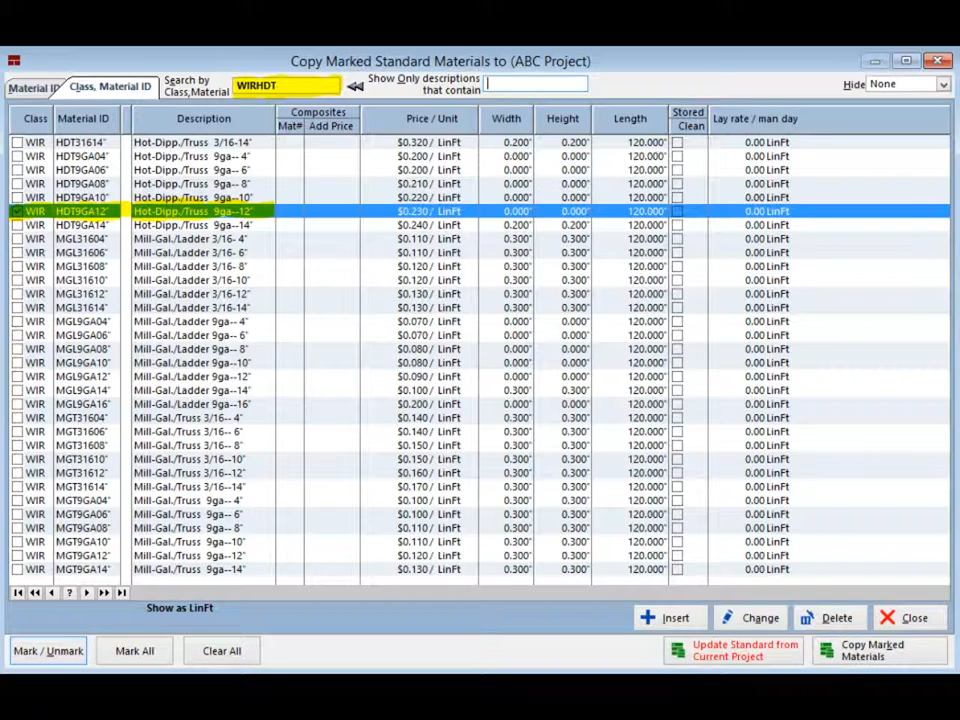 Copy Marked Standard Materials to (ABC Project)
Material ID Class, Material ID Search by Class,Material WIRHDT Show Only descriptions that contain Hide None
Class Material ID Description Composites Mat# Add Price Price / Unit Width Height Length Stored Clean Lay rate / man day
WIR HDT31614" Hot-Dipp./Truss 3/16-14" $0.320 / LinFt 0.200" 0.200" 120.000" 0.00 LinFt
WIR HDT9GA04" Hot-Dipp./Truss 9ga-- 4" $0.200 / LinFt 0.000" 0.000" 120.000" 0.00 LinFt
WIR HDT9GA06" Hot-Dipp./Truss 9ga-- 6" $0.200 / LinFt 0.000" 0.000" 120.000" 0.00 LinFt
WIR HDT9GA08" Hot-Dipp./Truss 9ga-- 8" $0.210 / LinFt 0.000" 0.000" 120.000" 0.00 LinFt
WIR HDT9GA10" Hot-Dipp./Truss 9ga--10" $0.220 / LinFt 0.000" 0.000" 120.000" 0.00 LinFt
WIR HDT9GA12" Hot-Dipp./Truss 9ga--12" $0.230 / LinFt 0.000" 0.000" 120.000" 0.00 LinFt
WIR HDT9GA14" Hot-Dipp./Truss 9ga--14" $0.240 / LinFt 0.200" 0.200" 120.000" 0.00 LinFt
WIR MGL31604" Mill-Gal./Ladder 3/16- 4" $0.110 / LinFt 0.300" 0.300" 120.000" 0.00 LinFt
WIR MGL31606" Mill-Gal./Ladder 3/16- 6" $0.110 / LinFt 0.300" 0.300" 120.000" 0.00 LinFt
WIR MGL31608" Mill-Gal./Ladder 3/16- 8" $0.120 / LinFt 0.300" 0.300" 120.000" 0.00 LinFt
WIR MGL31610" Mill-Gal./Ladder 3/16-10" $0.120 / LinFt 0.300" 0.300" 120.000" 0.00 LinFt
WIR MGL31612" Mill-Gal./Ladder 3/16-12" $0.130 / LinFt 0.300" 0.300" 120.000" 0.00 LinFt
WIR MGL31614" Mill-Gal./Ladder 3/16-14" $0.130 / LinFt 0.300" 0.300" 120.000" 0.00 LinFt
WIR MGL9GA04" Mill-Gal./Ladder 9ga-- 4" $0.070 / LinFt 0.000" 0.000" 120.000" 0.00 LinFt
WIR MGL9GA06" Mill-Gal./Ladder 9ga-- 6" $0.070 / LinFt 0.000" 0.000" 120.000" 0.00 LinFt
WIR MGL9GA08" Mill-Gal./Ladder 9ga-- 8" $0.080 / LinFt 0.000" 0.000" 120.000" 0.00 LinFt
WIR MGL9GA10" Mill-Gal./Ladder 9ga--10" $0.080 / LinFt 0.000" 0.000" 120.000" 0.00 LinFt
WIR MGL9GA12" Mill-Gal./Ladder 9ga--12" $0.090 / LinFt 0.000" 0.000" 120.000" 0.00 LinFt
WIR MGL9GA14" Mill-Gal./Ladder 9ga--14" $0.100 / LinFt 0.300" 0.300" 120.000" 0.00 LinFt
WIR MGL9GA16" Mill-Gal./Ladder 9ga--16" $0.200 / LinFt 0.300" 0.300" 120.000" 0.00 LinFt
WIR MGT31604" Mill-Gal./Truss 3/16-- 4" $0.140 / LinFt 0.300" 0.300" 120.000" 0.00 LinFt
WIR MGT31606" Mill-Gal./Truss 3/16-- 6" $0.140 / LinFt 0.300" 0.300" 120.000" 0.00 LinFt
WIR MGT31608" Mill-Gal./Truss 3/16-- 8" $0.150 / LinFt 0.300" 0.300" 120.000" 0.00 LinFt
WIR MGT31610" Mill-Gal./Truss 3/16--10" $0.150 / LinFt 0.300" 0.300" 120.000" 0.00 LinFt
WIR MGT31612" Mill-Gal./Truss 3/16--12" $0.160 / LinFt 0.300" 0.300" 120.000" 0.00 LinFt
WIR MGT31614" Mill-Gal./Truss 3/16--14" $0.170 / LinFt 0.300" 0.300" 120.000" 0.00 LinFt
WIR MGT9GA04" Mill-Gal./Truss 9ga-- 4" $0.100 / LinFt 0.300" 0.300" 120.000" 0.00 LinFt
WIR MGT9GA06" Mill-Gal./Truss 9ga-- 6" $0.100 / LinFt 0.300" 0.300" 120.000" 0.00 LinFt
WIR MGT9GA08" Mill-Gal./Truss 9ga-- 8" $0.110 / LinFt 0.300" 0.300" 120.000" 0.00 LinFt
WIR MGT9GA10" Mill-Gal./Truss 9ga--10" $0.110 / LinFt 0.300" 0.300" 120.000" 0.00 LinFt
WIR MGT9GA12" Mill-Gal./Truss 9ga--12" $0.120 / LinFt 0.300" 0.300" 120.000" 0.00 LinFt
WIR MGT9GA14" Mill-Gal./Truss 9ga--14" $0.130 / LinFt 0.300" 0.300" 120.000" 0.00 LinFt
?
Show as LinFt
Insert Change Delete Close
Mark / Unmark Mark All Clear All Update Standard from Current Project Copy Marked Materials